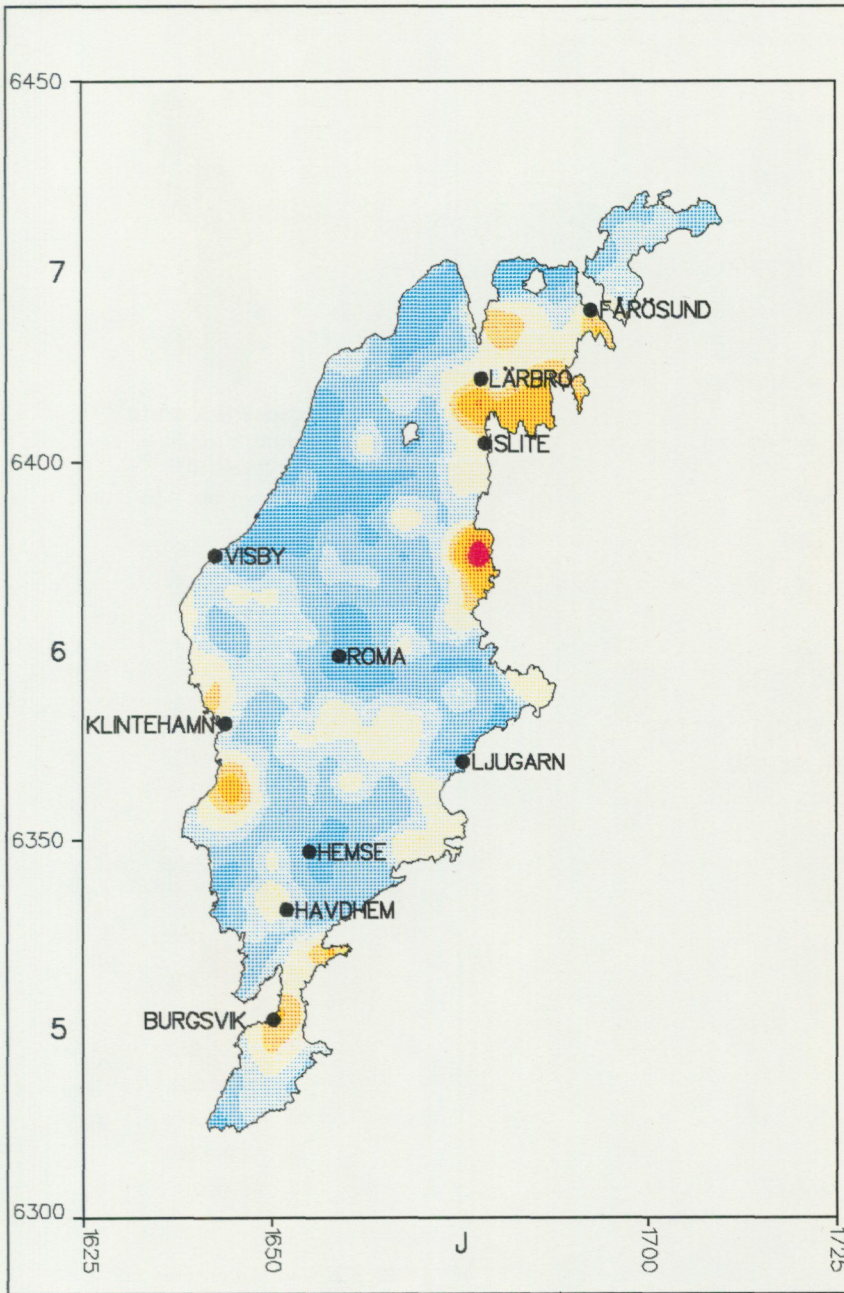 6450
7
FÅRÖSUND
LÄRBRO
SLITE
6400
VISBY
6
ROMA
KLINTEHAMN
LJUGARN
6350
HEMSE
HAVDHEM
BURGSVIK
5
6300
1625
1650
J
1700
1725